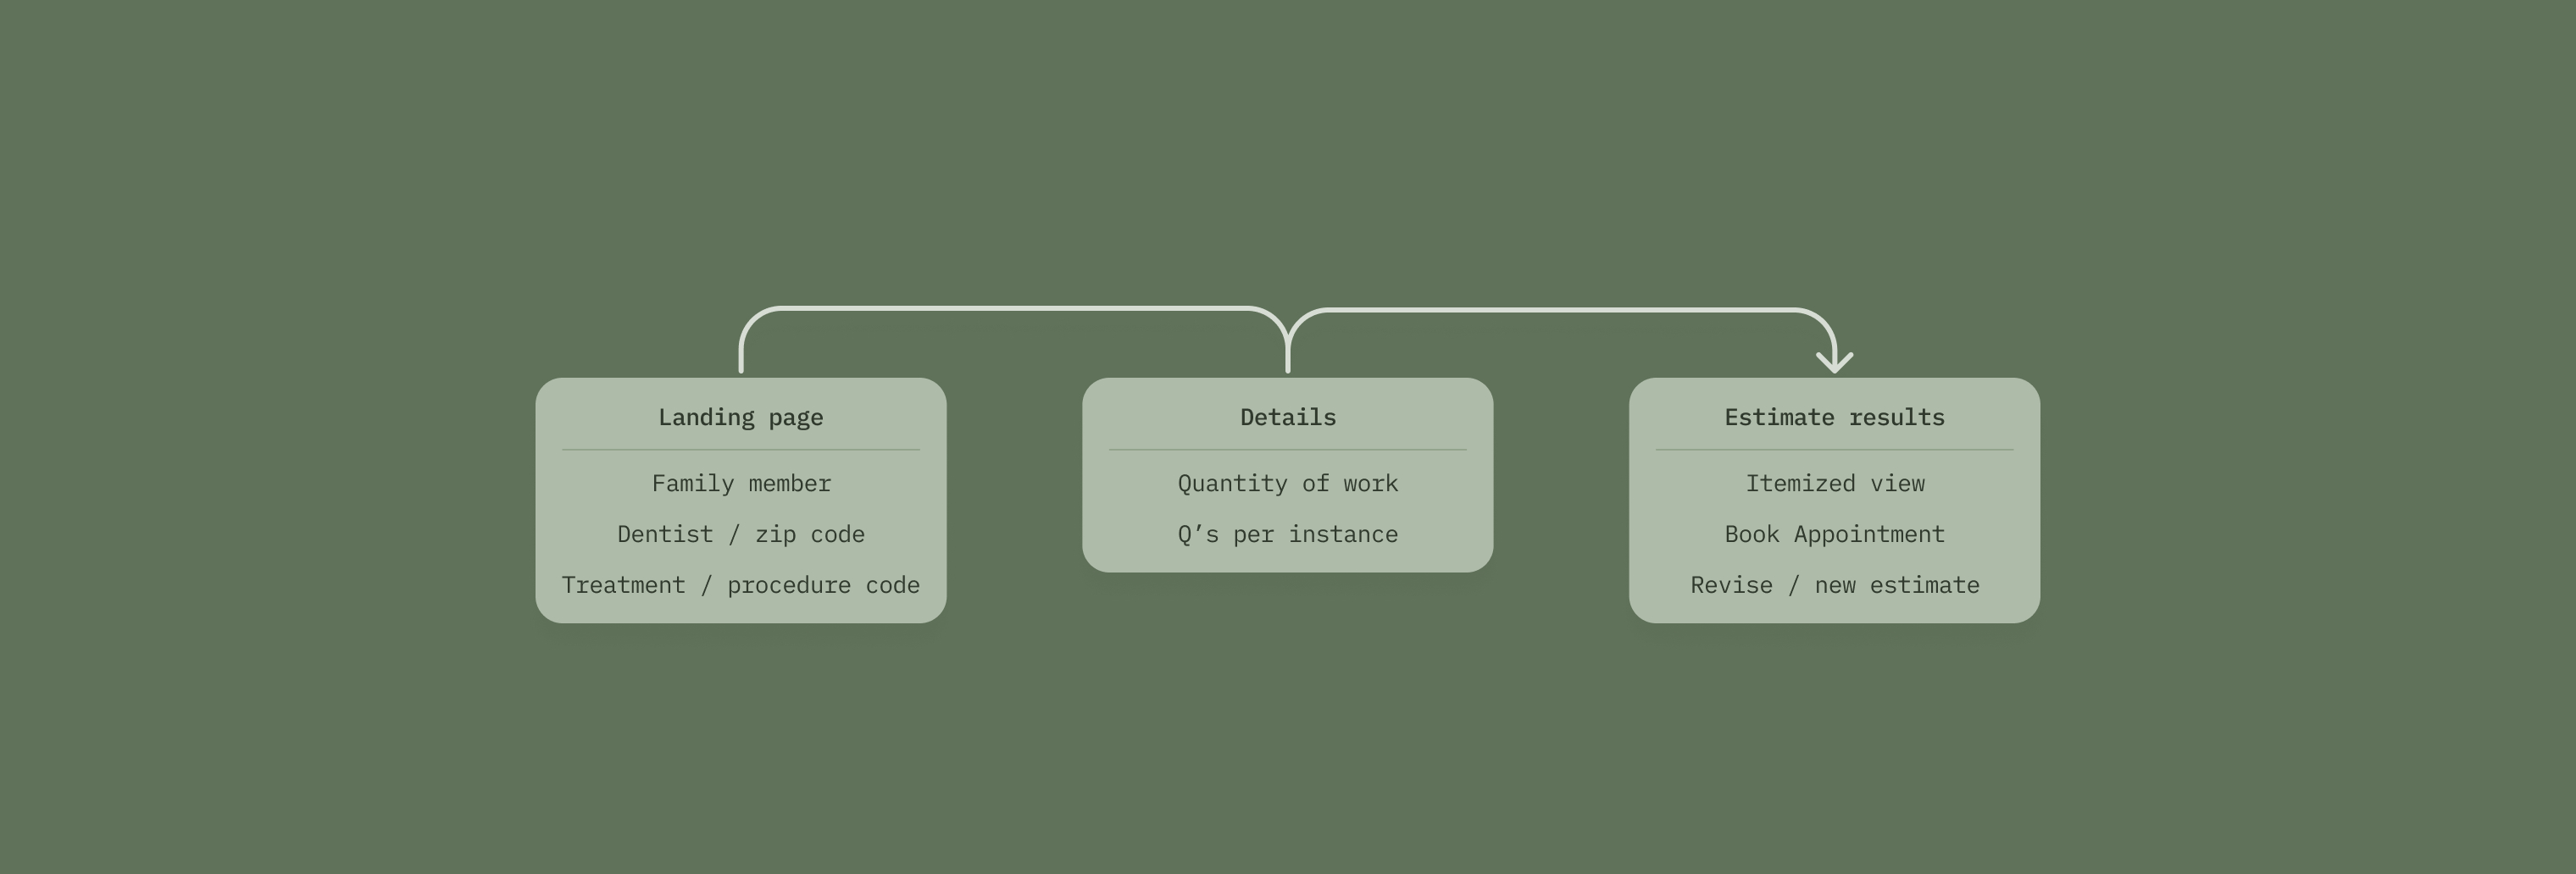 Landing page
Family member
Dentist / zip code
Treatment / procedure code
Details
Quantity of work
Q’s per instance
Estimate results
Itemized view
Book Appointment
Revise / new estimate